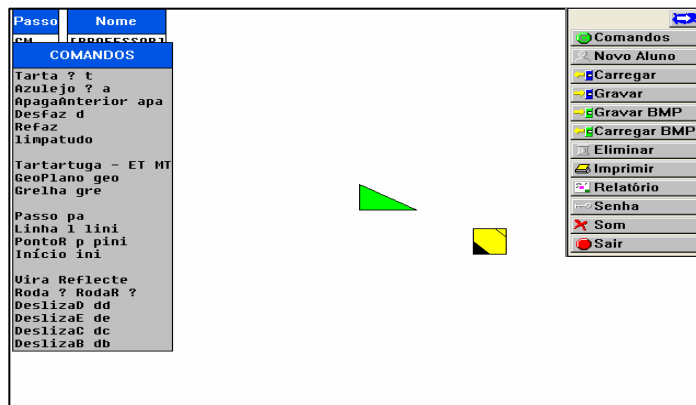 Passo Nome
CM [PROFESSOR]
COMANDOS
Tarta ? t
Azulejo ? a
ApagaAnterior apa
Desfaz d
Refaz
limpatudo
Tartartuga - ET MT
GeoPlano geo
Grelha gre
Passo pa
Linha l lini
PontoR p pini
Início ini
Vira Reflecte
Roda ? RodaR ?
DeslizaD dd
DeslizaE de
DeslizaC dc
DeslizaB db
Comandos
Novo Aluno
Carregar
Gravar
Gravar BMP
Carregar BMP
Eliminar
Imprimir
Relatório
Senha
Som
Sair